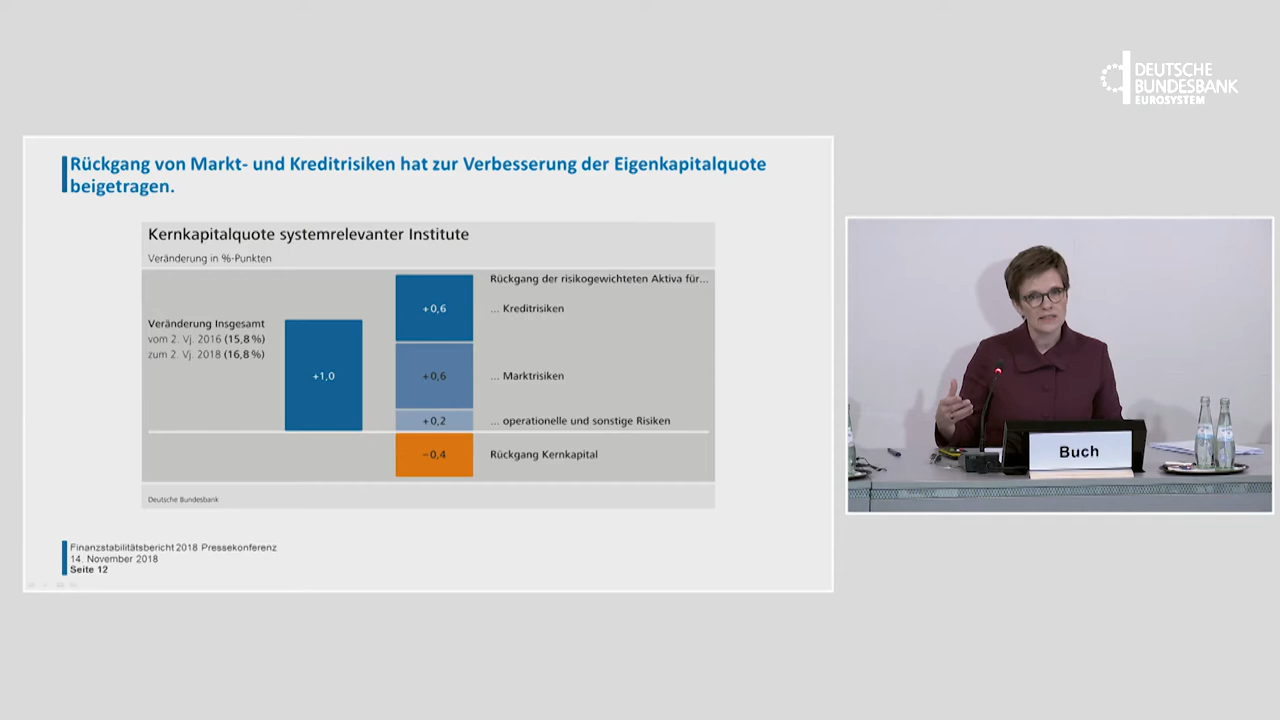 DEUTSCHE
BUNDESBANK
EUROSYSTEM
Rückgang von Markt- und Kreditrisiken hat zur Verbesserung der Eigenkapitalquote
beigetragen.
Kernkapitalquote systemrelevanter Institute
Veränderung in %-Punkten
Veränderung Insgesamt
vom 2. Vj. 2016 (15,8 %)
zum 2. Vj. 2018 (16,8 %)
+1,0
Rückgang der risikogewichteten Aktiva für...
+0,6
... Kreditrisiken
+0,6
... Marktrisiken
+0,2
... operationelle und sonstige Risiken
−0,4
Rückgang Kernkapital
Deutsche Bundesbank
Finanzstabilitätsbericht 2018 Pressekonferenz
14. November 2018
Seite 12
Buch